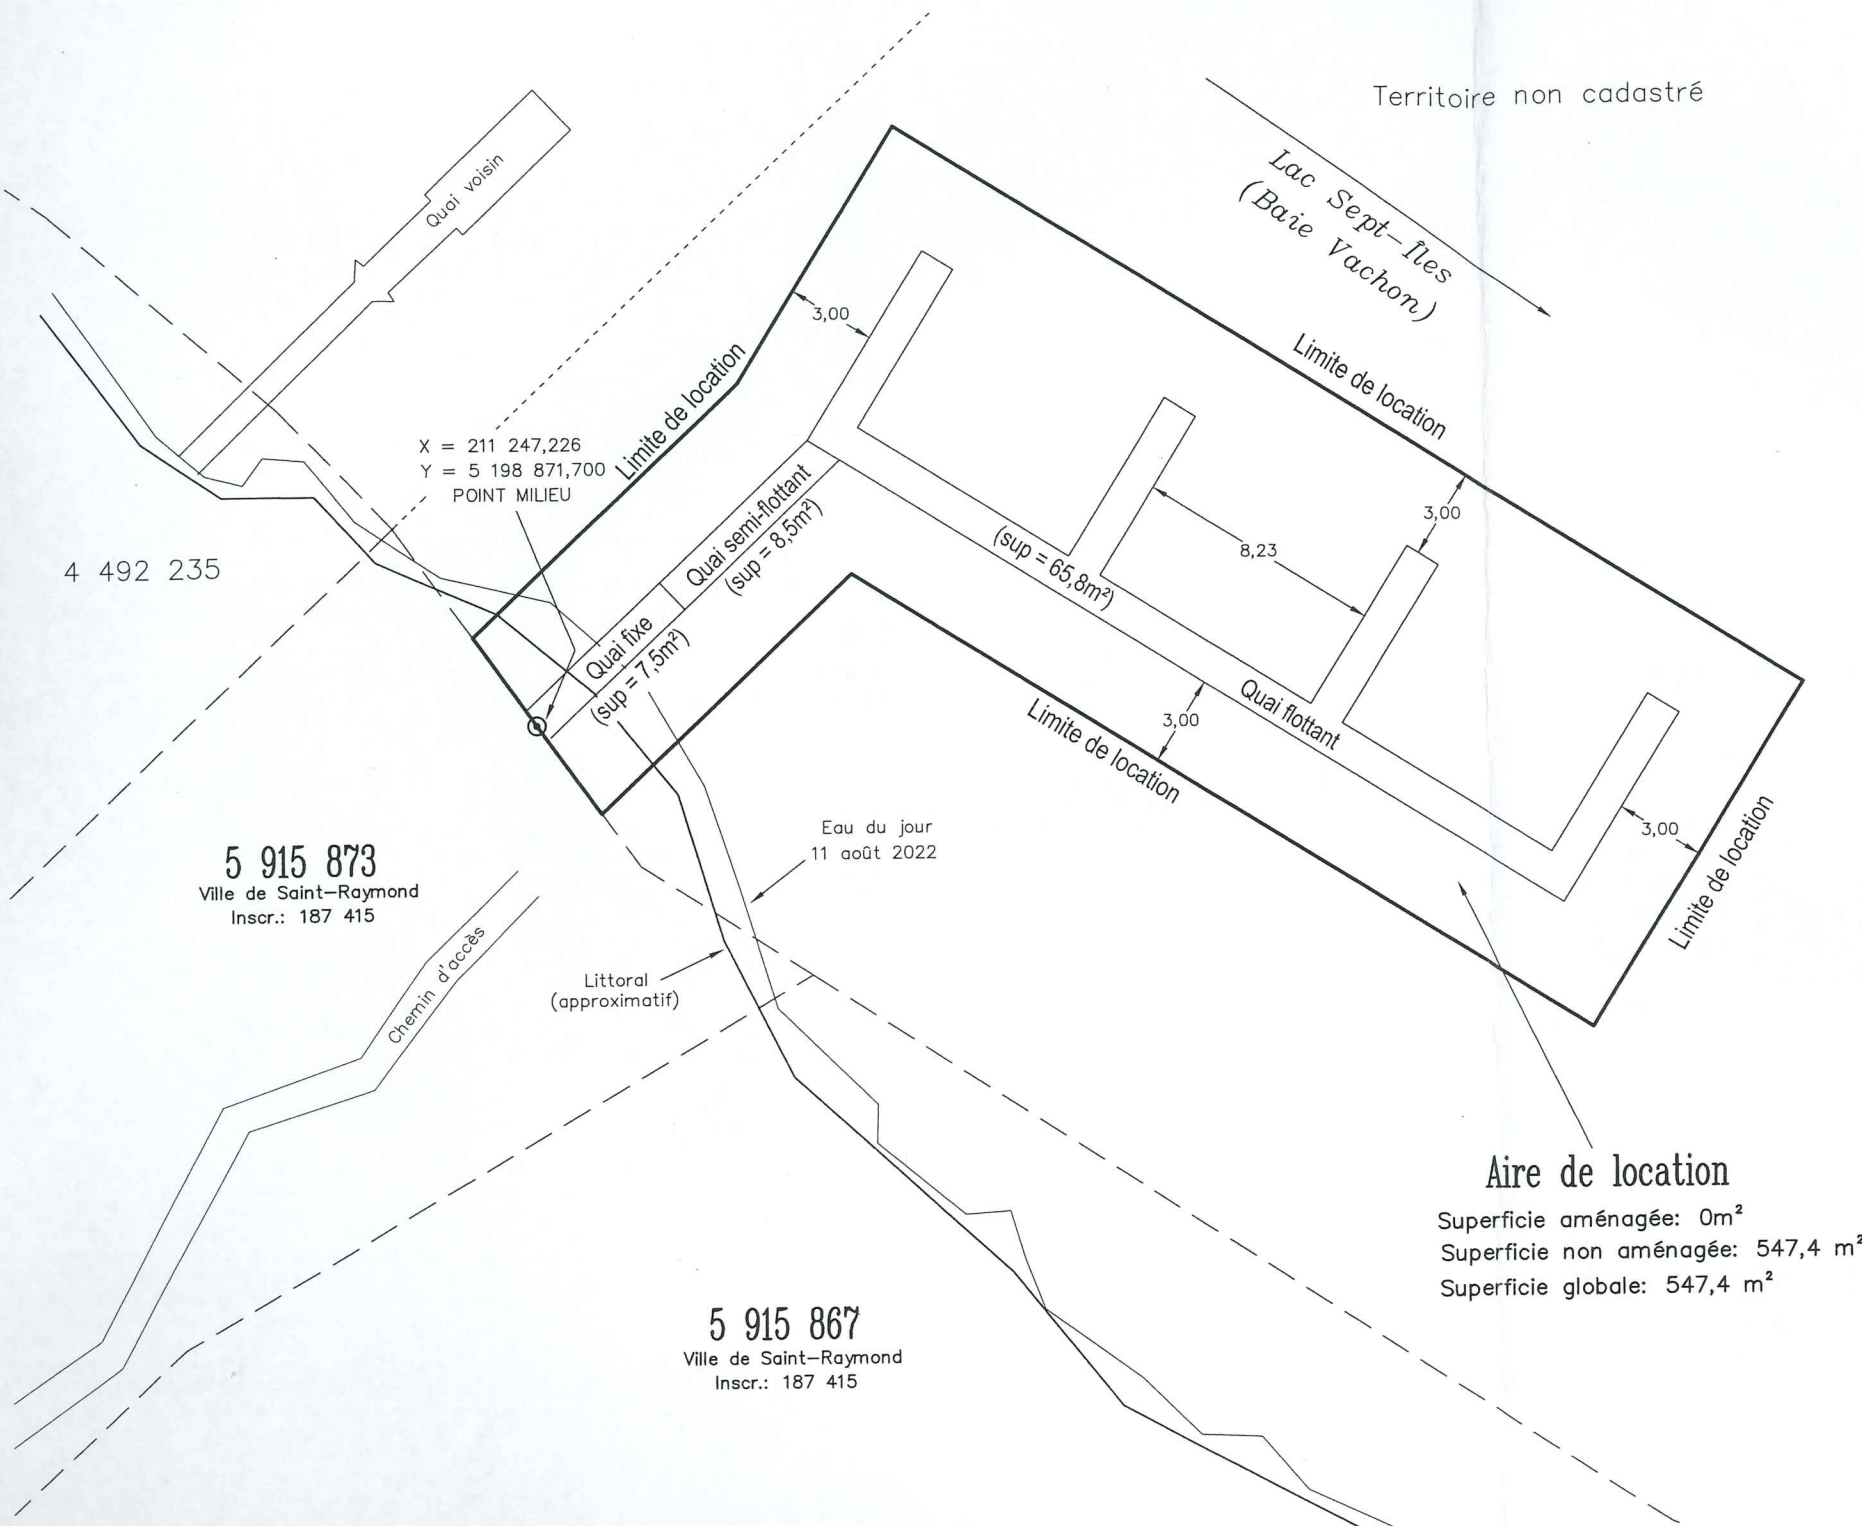 Territoire non cadastré
Lac Sept-Îles
(Baie Vachon)
Quai voisin
Limite de location
3,00
Limite de location
X = 211 247,226
Y = 5 198 871,700
POINT MILIEU
4 492 235
Quai semi-flottant
(sup = 8,5m²)
Quai fixe
(sup = 7,5m²)
(sup = 65,8m²)
8,23
3,00
Quai flottant
3,00
Limite de location
3,00
Limite de location
Eau du jour
11 août 2022
5 915 873
Ville de Saint-Raymond
Inscr.: 187 415
Chemin d'accès
Littoral
(approximatif)
Aire de location
Superficie aménagée: 0m²
Superficie non aménagée: 547,4 m²
Superficie globale: 547,4 m²
5 915 867
Ville de Saint-Raymond
Inscr.: 187 415